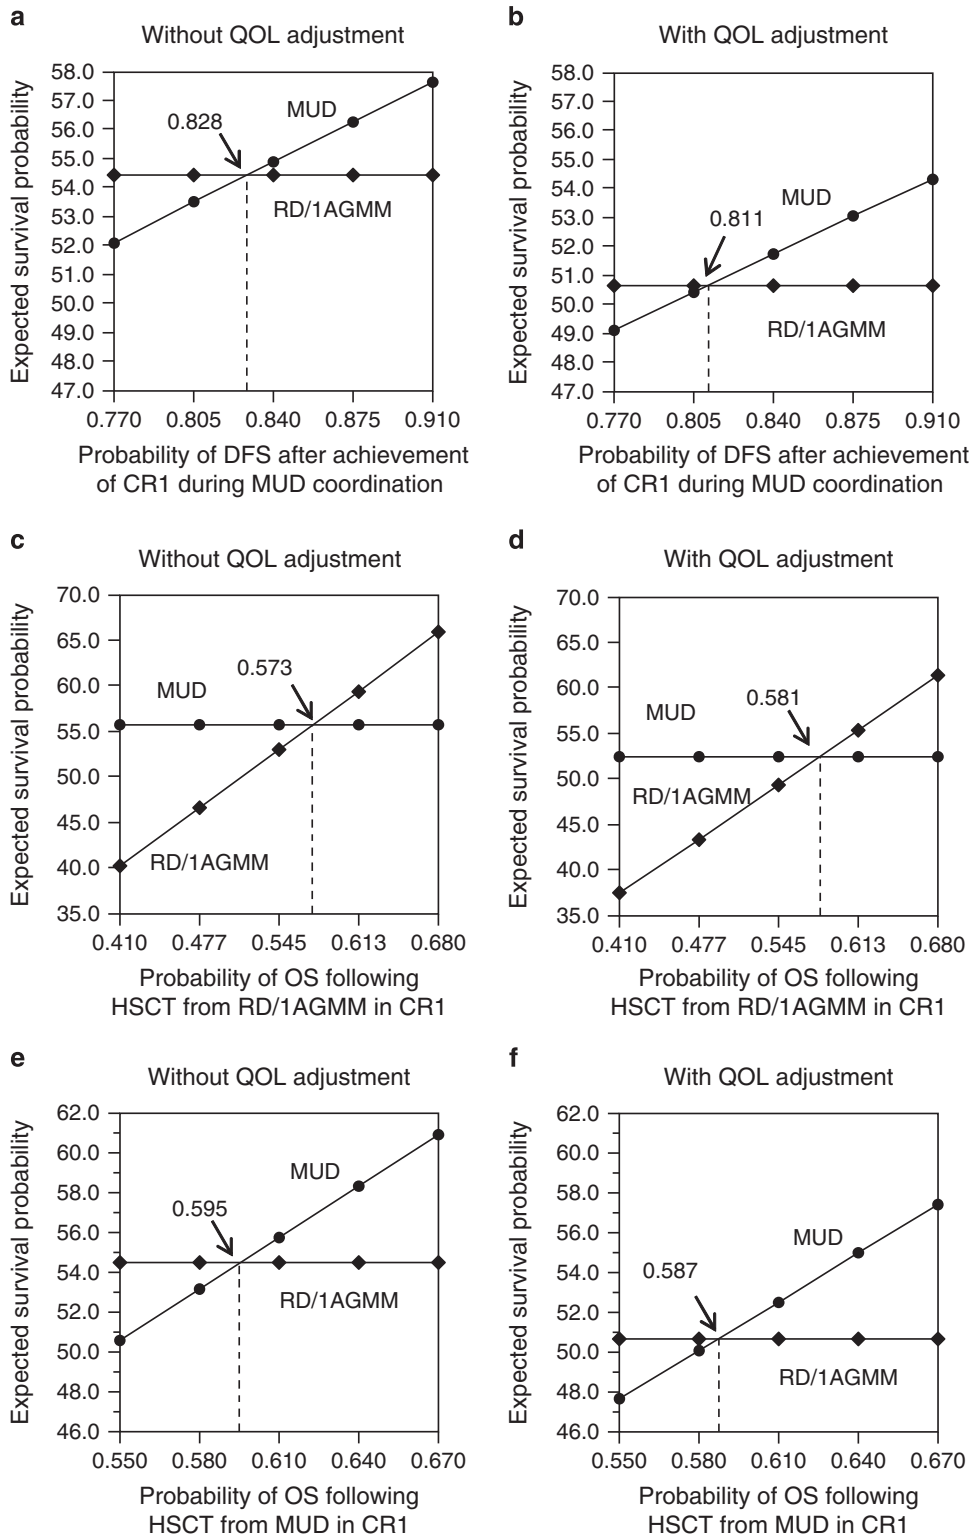 a
Without QOL adjustment
Expected survival probability
58.0
57.0
56.0
55.0
54.0
53.0
52.0
51.0
50.0
49.0
48.0
47.0
0.828
MUD
RD/1AGMM
0.770 0.805 0.840 0.875 0.910
Probability of DFS after achievement
of CR1 during MUD coordination
b
With QOL adjustment
Expected survival probability
58.0
57.0
56.0
55.0
54.0
53.0
52.0
51.0
50.0
49.0
48.0
47.0
MUD
0.811
RD/1AGMM
0.770 0.805 0.840 0.875 0.910
Probability of DFS after achievement
of CR1 during MUD coordination
c
Without QOL adjustment
Expected survival probability
70.0
65.0
60.0
55.0
50.0
45.0
40.0
35.0
0.573
MUD
RD/1AGMM
0.410 0.477 0.545 0.613 0.680
Probability of OS following
HSCT from RD/1AGMM in CR1
d
With QOL adjustment
Expected survival probability
70.0
65.0
60.0
55.0
50.0
45.0
40.0
35.0
0.581
MUD
RD/1AGMM
0.410 0.477 0.545 0.613 0.680
Probability of OS following
HSCT from RD/1AGMM in CR1
e
Without QOL adjustment
Expected survival probability
62.0
60.0
58.0
56.0
54.0
52.0
50.0
48.0
46.0
MUD
0.595
RD/1AGMM
0.550 0.580 0.610 0.640 0.670
Probability of OS following
HSCT from MUD in CR1
f
With QOL adjustment
Expected survival probability
62.0
60.0
58.0
56.0
54.0
52.0
50.0
48.0
46.0
MUD
0.587
RD/1AGMM
0.550 0.580 0.610 0.640 0.670
Probability of OS following
HSCT from MUD in CR1